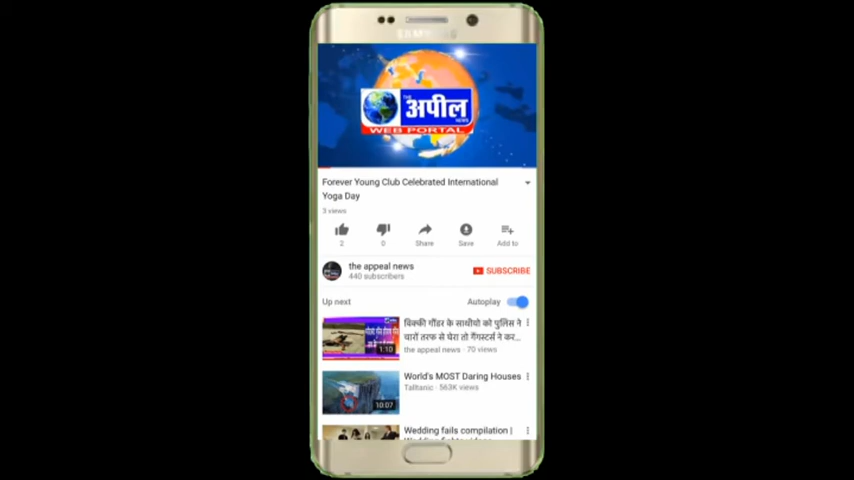 SAMSUNG
THE
अपील
WEB PORTAL
Forever Young Club Celebrated International
Yoga Day
3 views
2
0
Share
Save
Add to
the appeal news
440 subscribers
SUBSCRIBE
Up next
Autoplay
विक्की गौंडर के साथीयो को पुलिस ने
चारों तरफ से घेरा तो गैंगस्टर्स ने कर...
the appeal news · 70 views
1:10
World's MOST Daring Houses
Talltanic · 563K views
10:07
Wedding fails compilation |